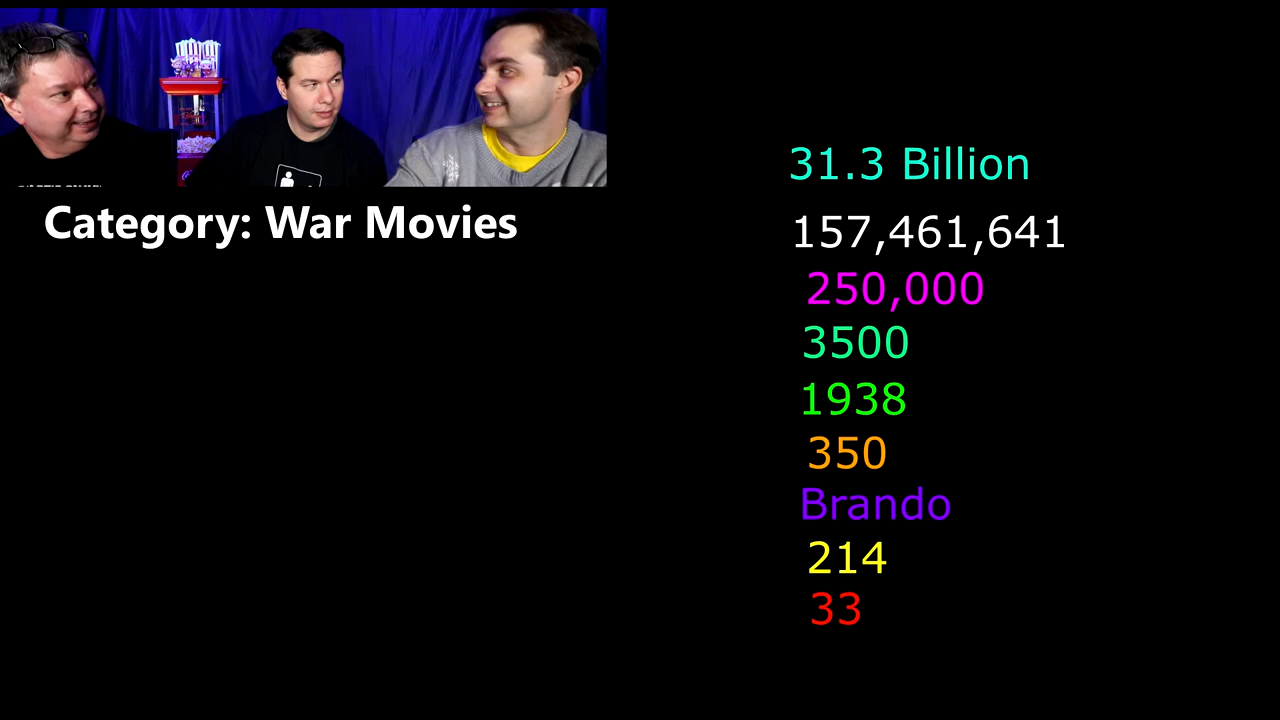 Category: War Movies
31.3 Billion
157,461,641
250,000
3500
1938
350
Brando
214
33